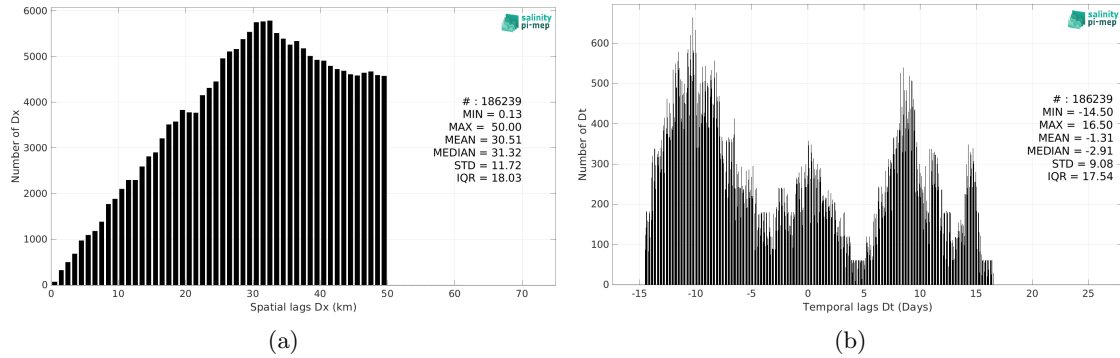 6000
5000
4000
3000
2000
1000
0
Number of Dx
0 10 20 30 40 50 60 70
Spatial lags Dx (km)
salinity
pi-mep
# : 186239
MIN = 0.13
MAX = 50.00
MEAN = 30.51
MEDIAN = 31.32
STD = 11.72
IQR = 18.03
(a)
600
500
400
300
200
100
0
Number of Dt
-15 -10 -5 0 5 10 15 20 25
Temporal lags Dt (Days)
salinity
pi-mep
# : 186239
MIN = -14.50
MAX = 16.50
MEAN = -1.31
MEDIAN = -2.91
STD = 9.08
IQR = 17.54
(b)